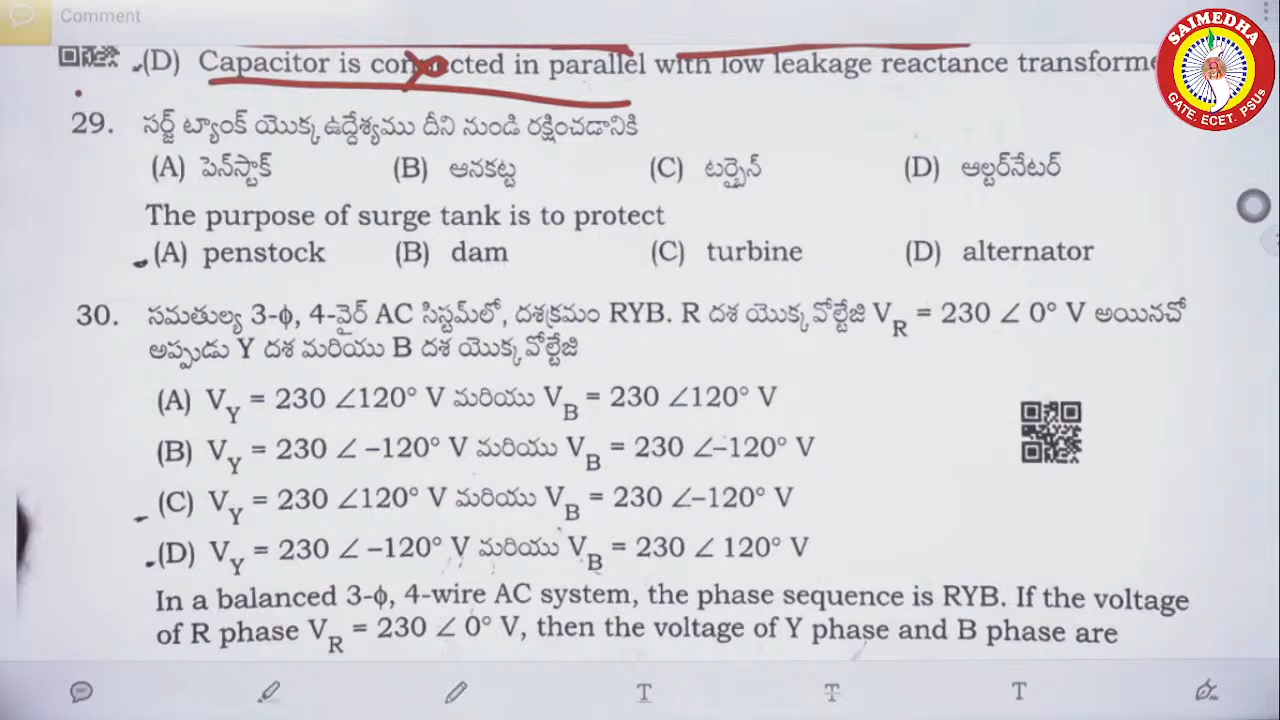 Comment
(D) Capacitor is connected in parallel with low leakage reactance transforme
SAIMEDHA
GATE. ECET. PSUs
29. సర్జ్ ట్యాంక్ యొక్క ఉద్దేశ్యము దీని నుండి రక్షించడానికి
(A) పెన్‌స్టాక్ (B) ఆనకట్ట (C) టర్బైన్ (D) ఆల్టర్‌నేటర్
The purpose of surge tank is to protect
(A) penstock (B) dam (C) turbine (D) alternator
30. సమతుల్య 3-ϕ, 4-వైర్ AC సిస్టమ్‌లో, దశక్రమం RYB. R దశ యొక్క వోల్టేజి V_R = 230 ∠ 0° V అయినచో
అప్పుడు Y దశ మరియు B దశ యొక్క వోల్టేజి
(A) V_Y = 230 ∠120° V మరియు V_B = 230 ∠120° V
(B) V_Y = 230 ∠ –120° V మరియు V_B = 230 ∠–120° V
(C) V_Y = 230 ∠120° V మరియు V_B = 230 ∠–120° V
(D) V_Y = 230 ∠ –120° V మరియు V_B = 230 ∠ 120° V
In a balanced 3-ϕ, 4-wire AC system, the phase sequence is RYB. If the voltage
of R phase V_R = 230 ∠ 0° V, then the voltage of Y phase and B phase are